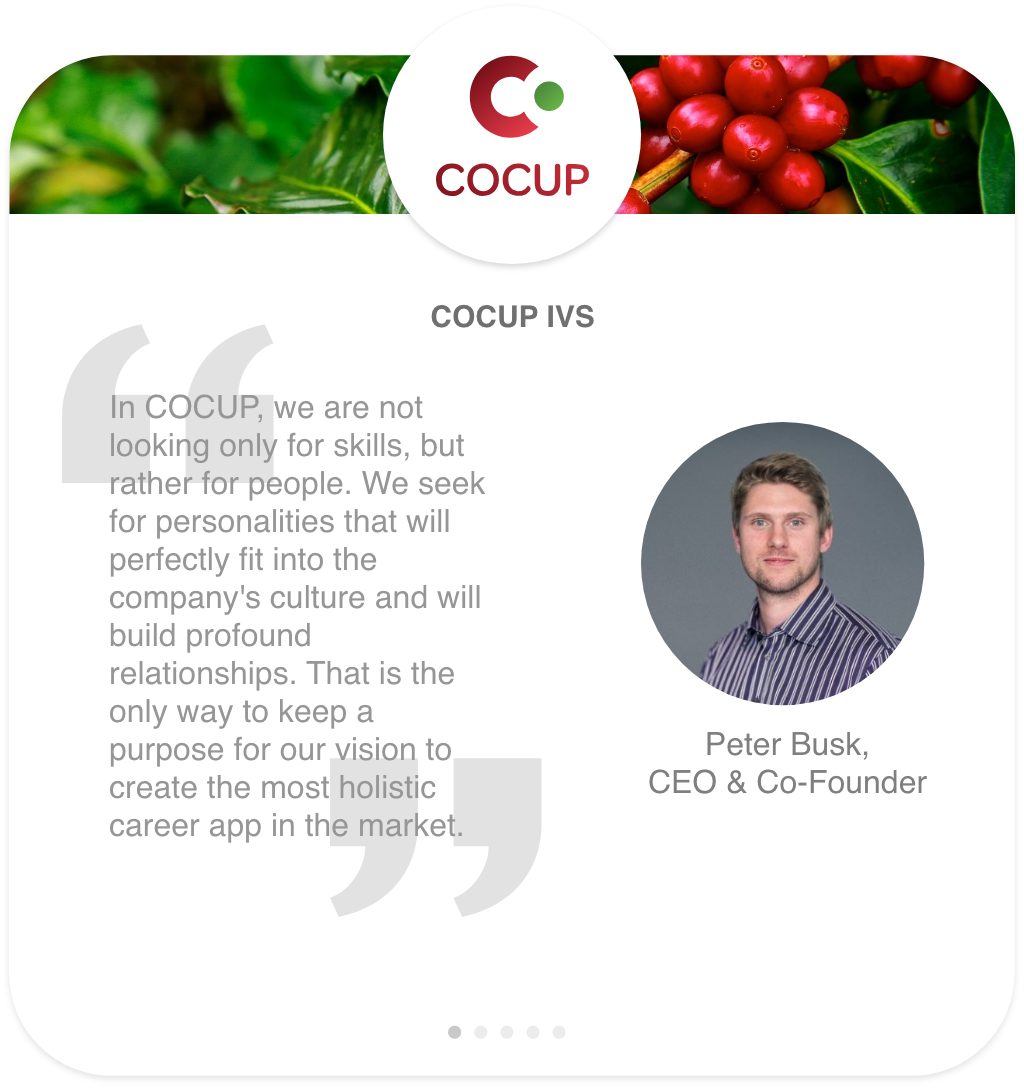 COCUP
COCUP IVS
In COCUP, we are not
looking only for skills, but
rather for people. We seek
for personalities that will
perfectly fit into the
company's culture and will
build profound
relationships. That is the
only way to keep a
purpose for our vision to
create the most holistic
career app in the market.
Peter Busk,
CEO & Co-Founder